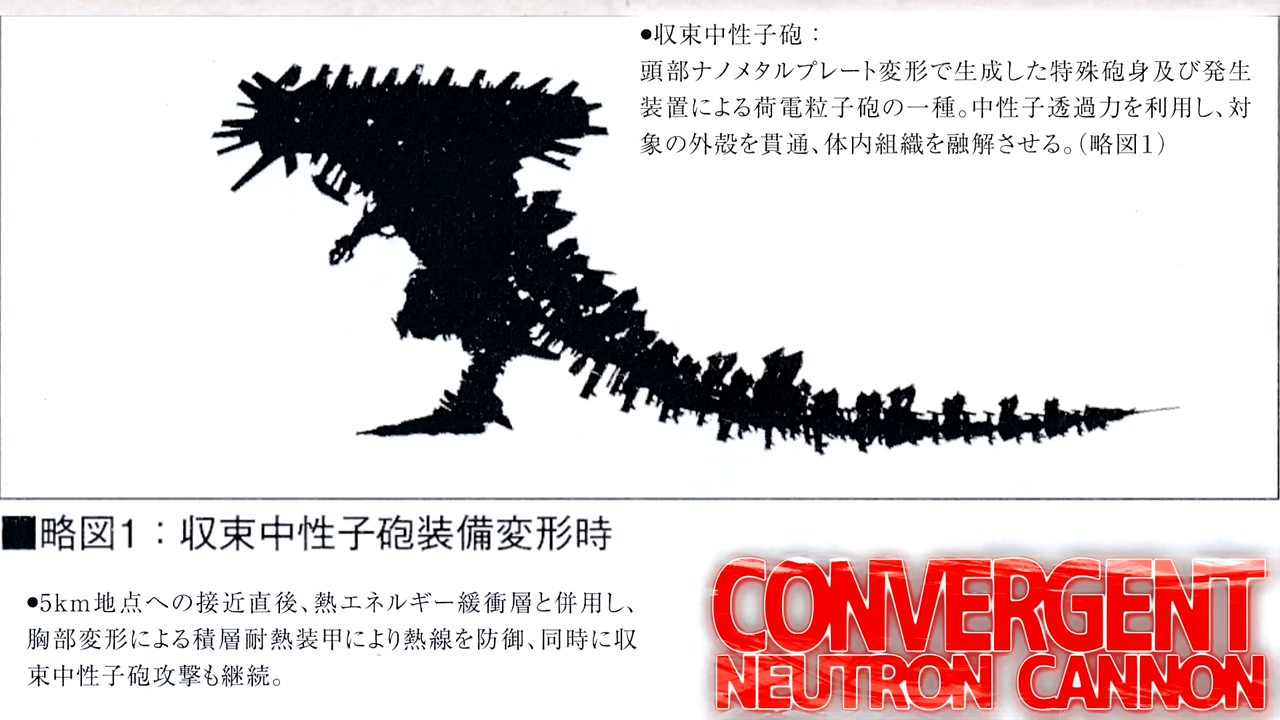 ●収束中性子砲：
頭部ナノメタルプレート変形で生成した特殊砲身及び発生
装置による荷電粒子砲の一種。中性子透過力を利用し、対
象の外殻を貫通、体内組織を融解させる。（略図1）
■略図1：収束中性子砲装備変形時
●5km地点への接近直後、熱エネルギー緩衝層と併用し、
胸部変形による積層耐熱装甲により熱線を防御、同時に収
束中性子砲攻撃も継続。
CONVERGENT
NEUTRON CANNON